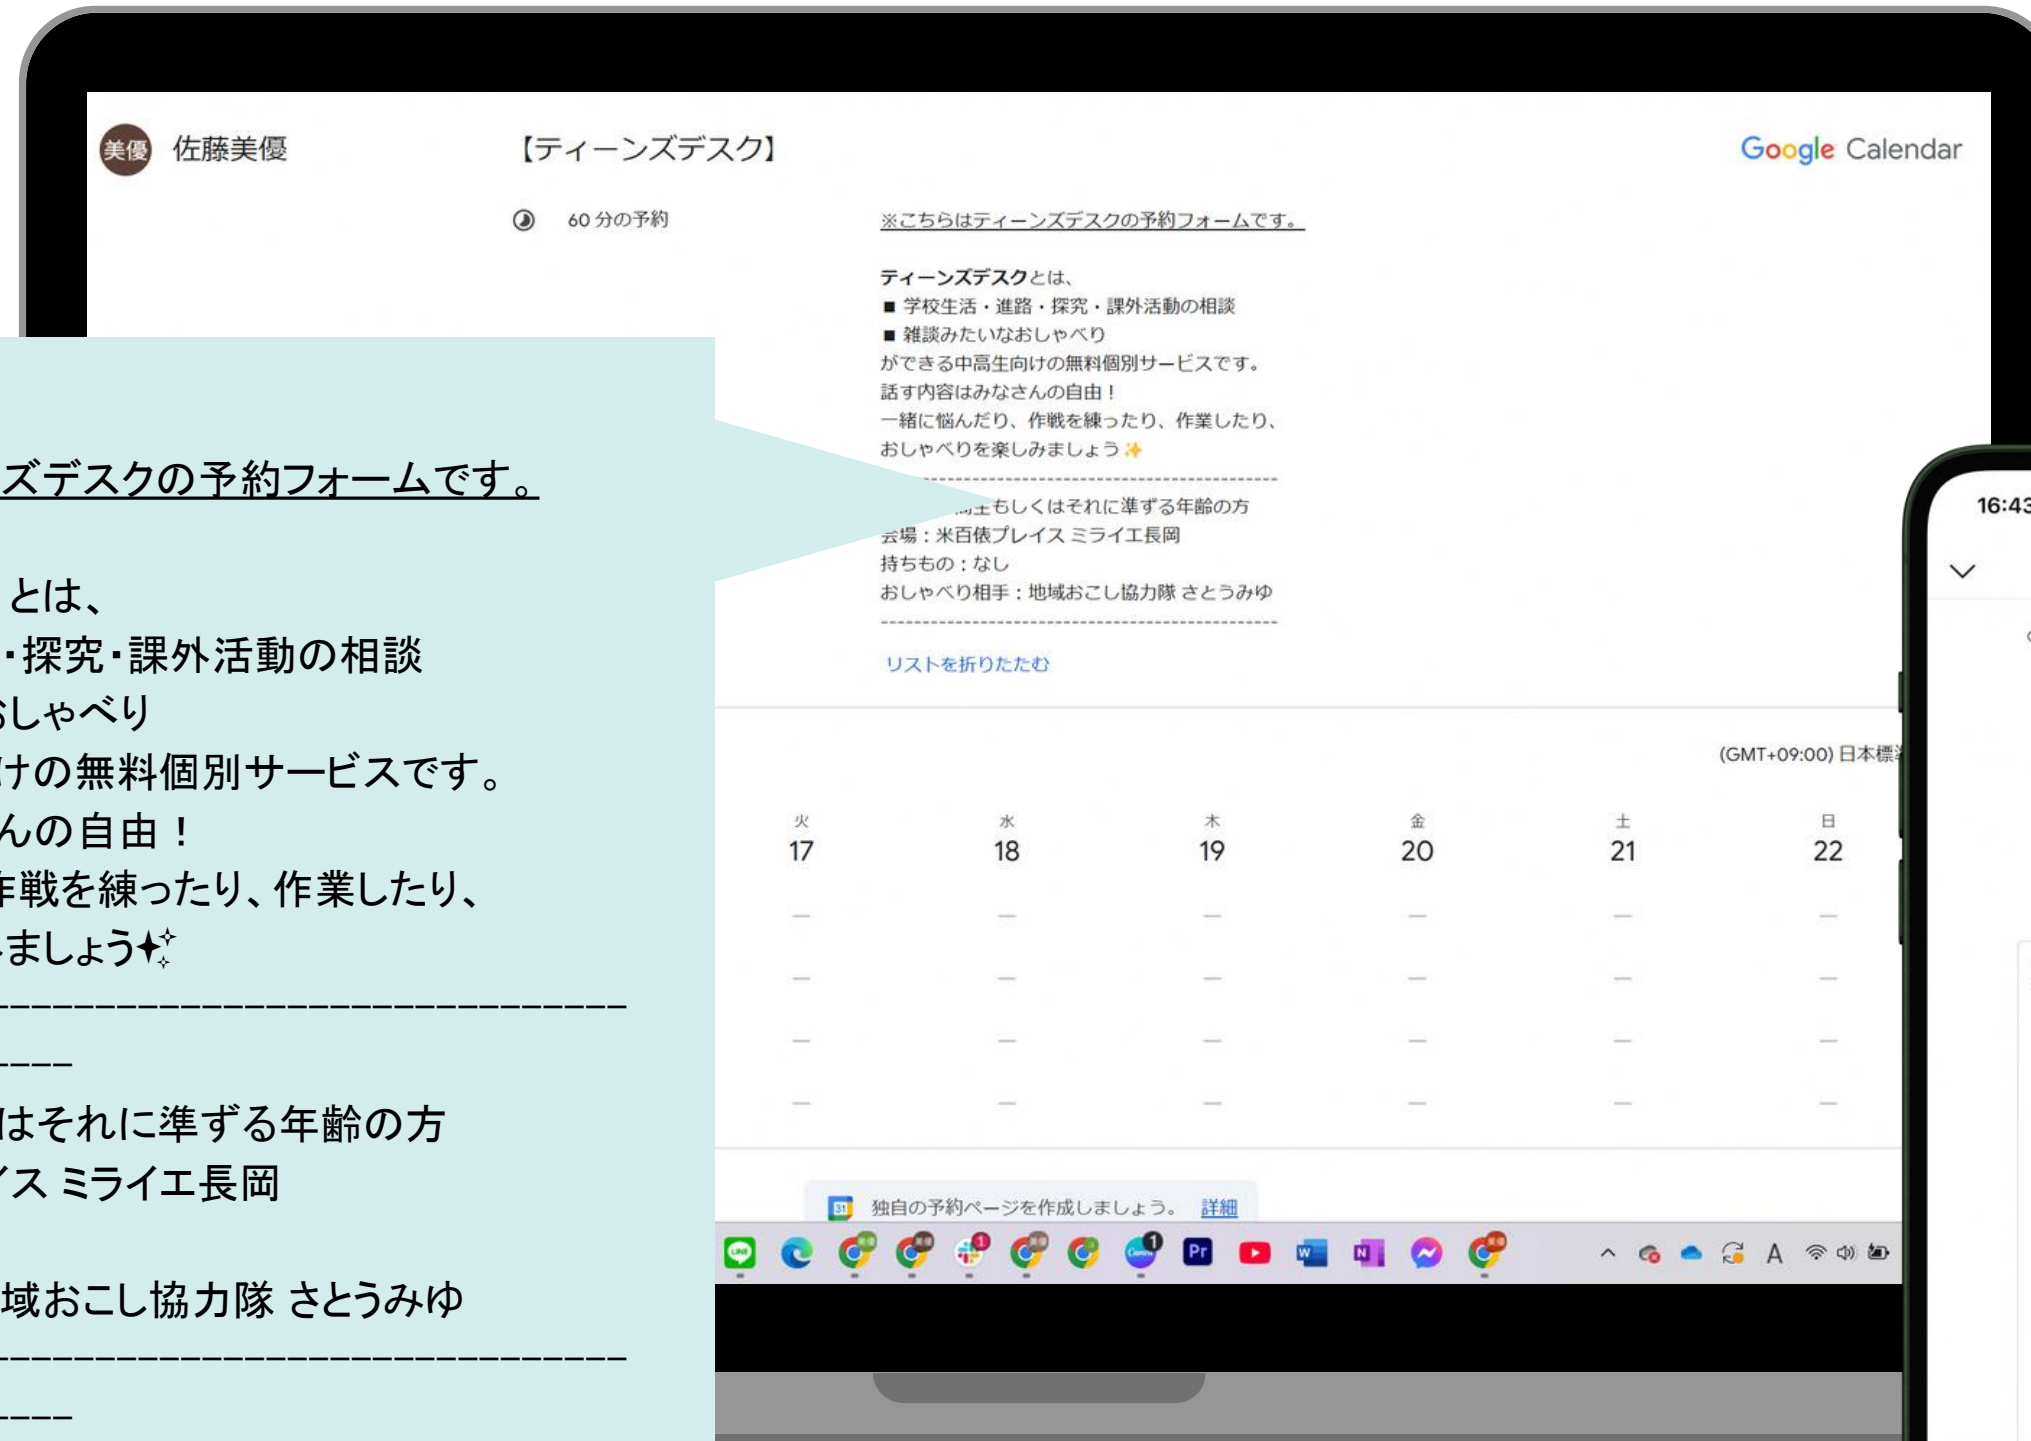 美優 佐藤美優
【ティーンズデスク】
Google Calendar
60 分の予約
※こちらはティーンズデスクの予約フォームです。
ティーンズデスクとは、
■ 学校生活・進路・探究・課外活動の相談
■ 雑談みたいなおしゃべり
ができる中高生向けの無料個別サービスです。
話す内容はみなさんの自由！
一緒に悩んだり、作戦を練ったり、作業したり、
おしゃべりを楽しみましょう✨
------------------------------------------------
高生もしくはそれに準ずる年齢の方
会場：米百俵プレイス ミライエ長岡
持ちもの：なし
おしゃべり相手：地域おこし協力隊 さとうみゆ
------------------------------------------------
リストを折りたたむ
ズデスクの予約フォームです。
とは、
・探究・課外活動の相談
おしゃべり
けの無料個別サービスです。
んの自由！
作戦を練ったり、作業したり、
ましょう✨
------------------------------
----
はそれに準ずる年齢の方
イス ミライエ長岡
域おこし協力隊 さとうみゆ
------------------------------
----
(GMT+09:00) 日本標準
火 水 木 金 土 日
17 18 19 20 21 22
— — — — — —
— — — — — —
— — — — — —
— — — — — —
31 独自の予約ページを作成しましょう。 詳細
LINE 1 Canva 1 Pr W N A
16:43